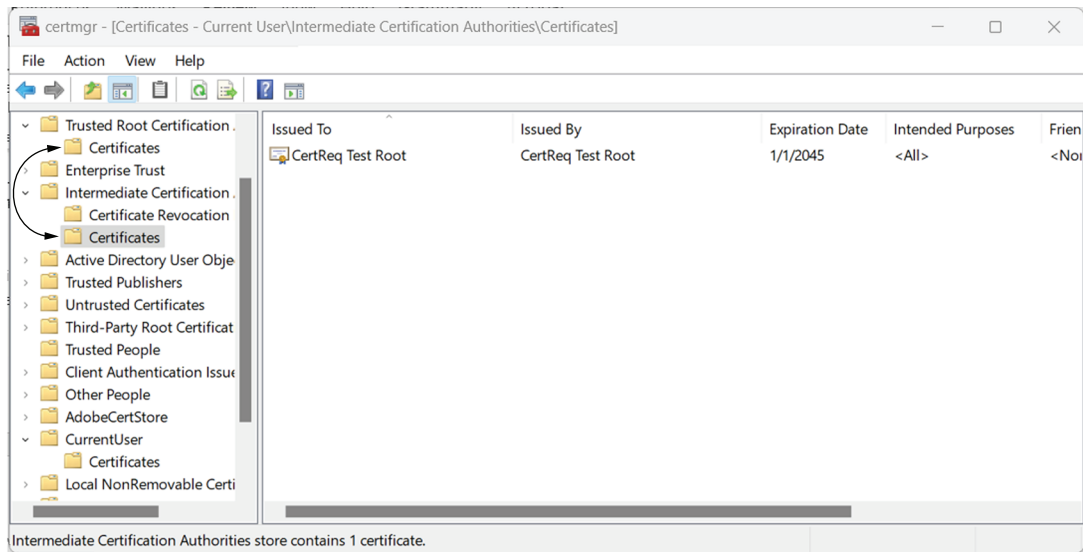 certmgr - [Certificates - Current User\Intermediate Certification Authorities\Certificates]
File Action View Help
Trusted Root Certification .
Certificates
Enterprise Trust
Intermediate Certification .
Certificate Revocation
Certificates
Active Directory User Obje
Trusted Publishers
Untrusted Certificates
Third-Party Root Certificat
Trusted People
Client Authentication Issue
Other People
AdobeCertStore
CurrentUser
Certificates
Local NonRemovable Certi
Issued To Issued By Expiration Date Intended Purposes Frien
CertReq Test Root CertReq Test Root 1/1/2045 <All> <No
Intermediate Certification Authorities store contains 1 certificate.